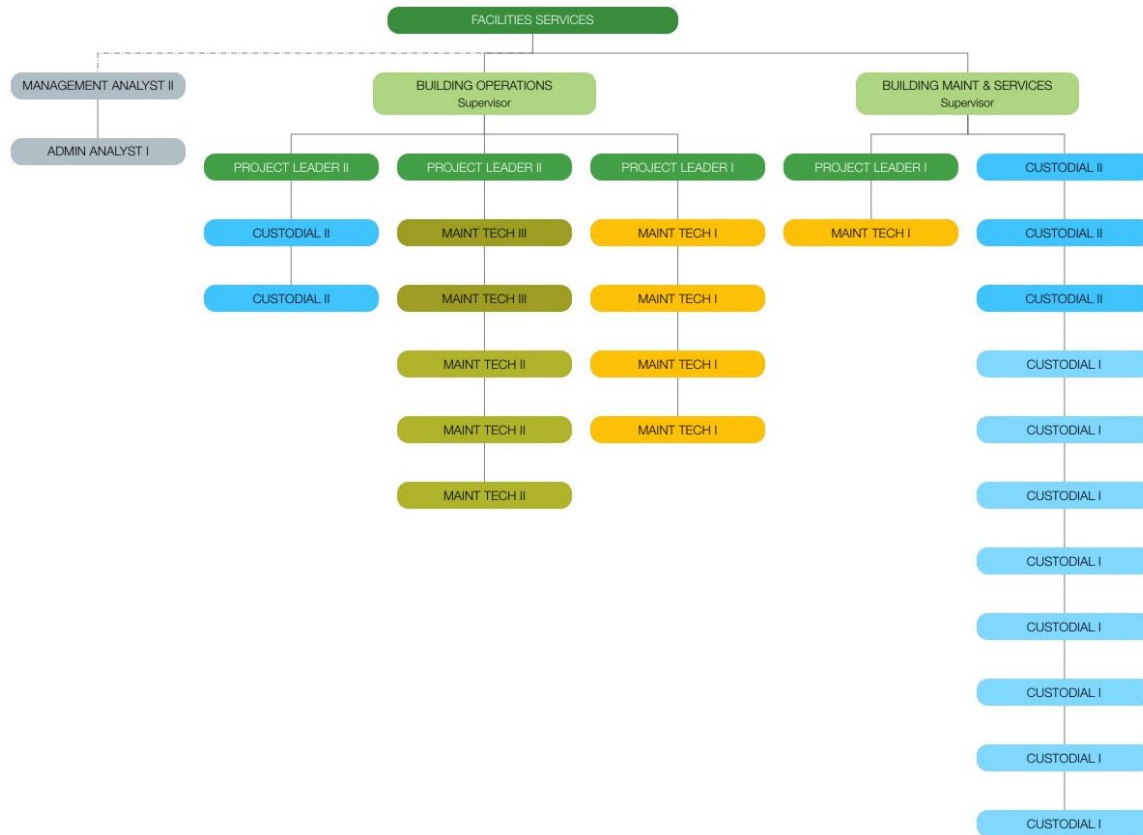 FACILITIES SERVICES
MANAGEMENT ANALYST II
BUILDING OPERATIONS
Supervisor
BUILDING MAINT & SERVICES
Supervisor
ADMIN ANALYST I
PROJECT LEADER II
PROJECT LEADER II
PROJECT LEADER I
PROJECT LEADER I
CUSTODIAL II
CUSTODIAL II
MAINT TECH III
MAINT TECH I
MAINT TECH I
CUSTODIAL II
CUSTODIAL II
MAINT TECH III
MAINT TECH I
CUSTODIAL II
MAINT TECH II
MAINT TECH I
CUSTODIAL I
MAINT TECH II
MAINT TECH I
CUSTODIAL I
MAINT TECH II
CUSTODIAL I
CUSTODIAL I
CUSTODIAL I
CUSTODIAL I
CUSTODIAL I
CUSTODIAL I